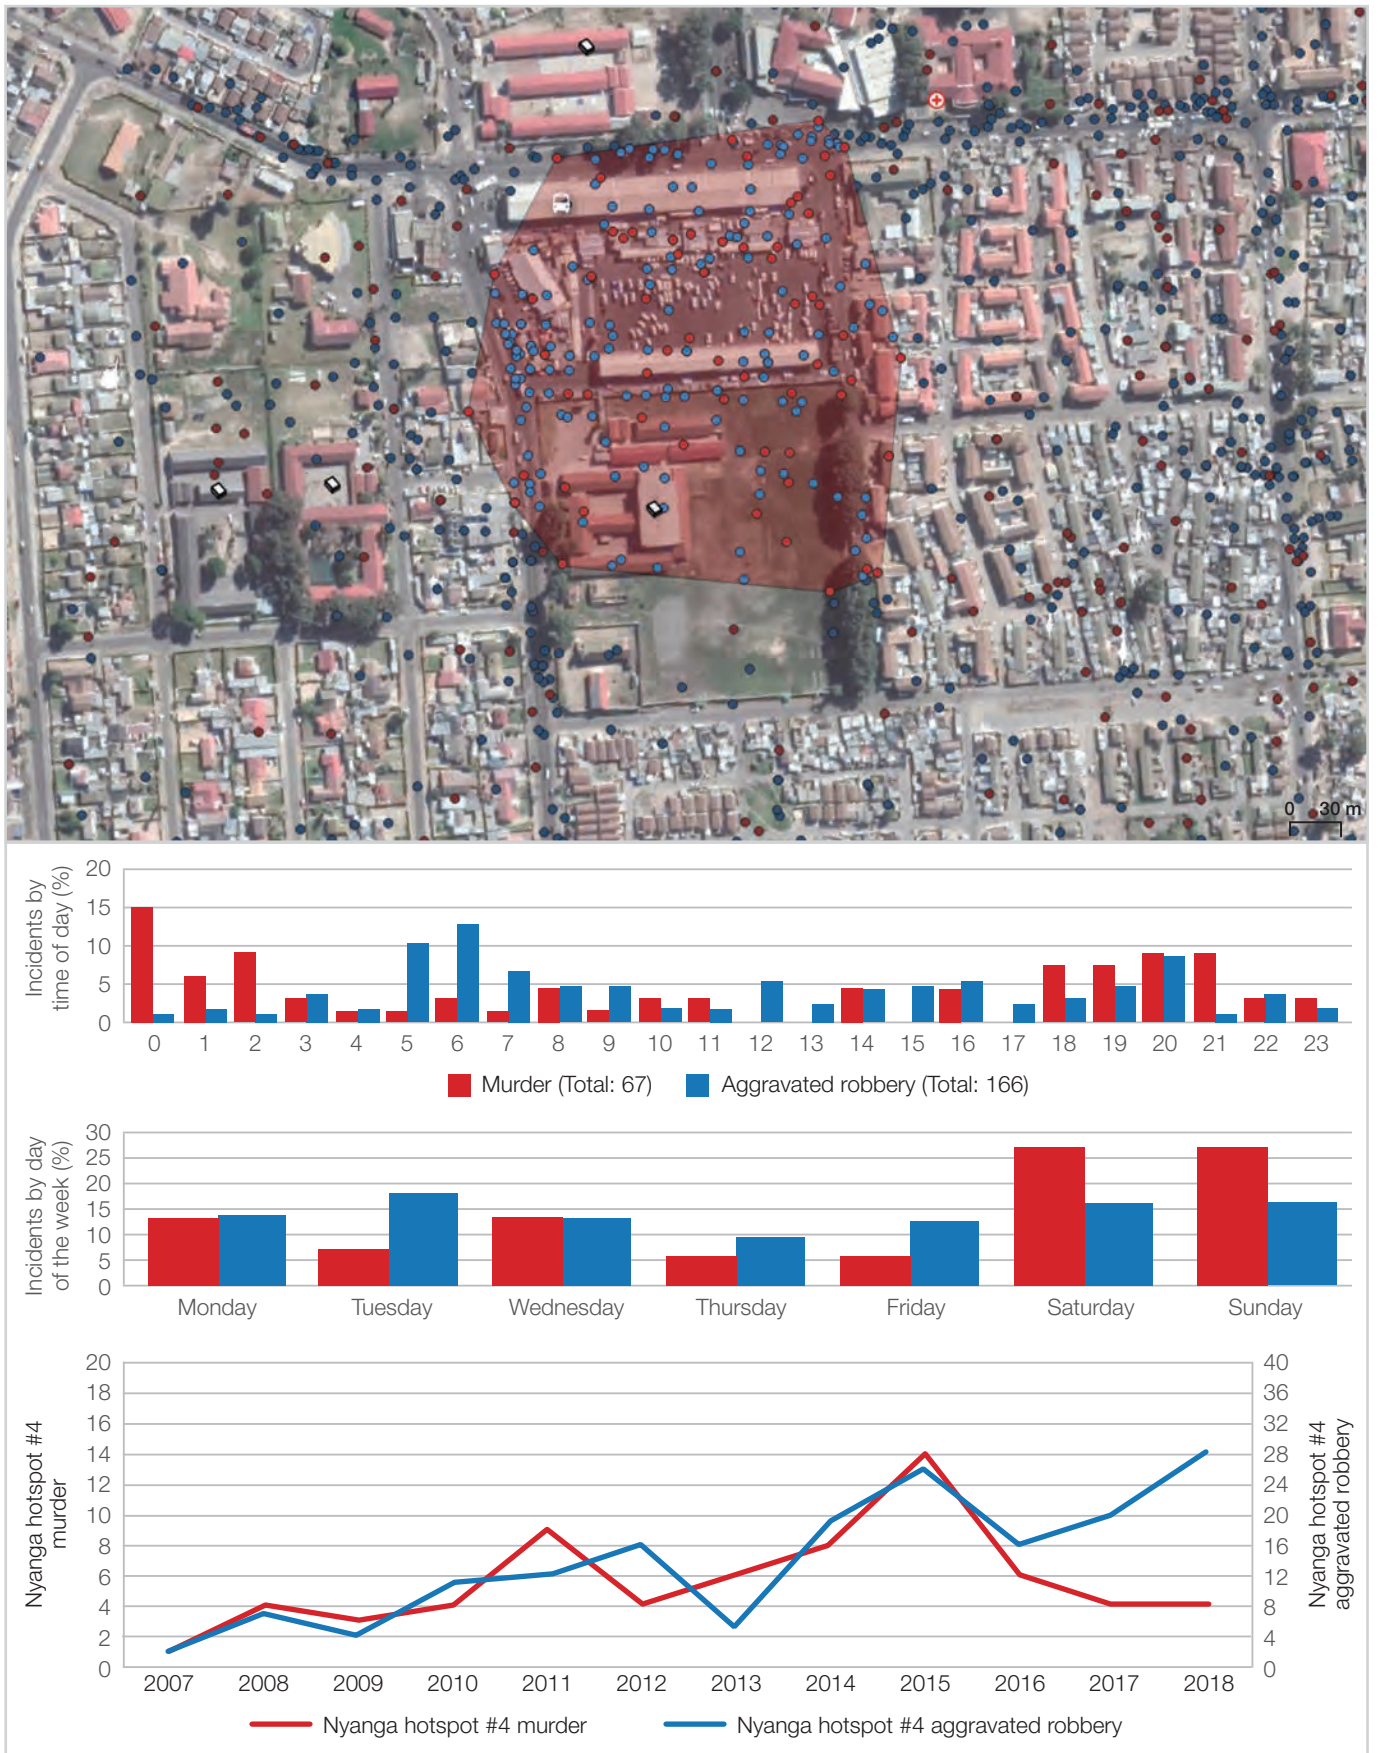 0 30 m
Incidents by
time of day (%)
20
15
10
5
0
0 1 2 3 4 5 6 7 8 9 10 11 12 13 14 15 16 17 18 19 20 21 22 23
Murder (Total: 67) Aggravated robbery (Total: 166)
Incidents by day
of the week (%)
30
25
20
15
10
5
0
Monday Tuesday Wednesday Thursday Friday Saturday Sunday
Nyanga hotspot #4
murder
20
18
16
14
12
10
8
6
4
2
0
40
36
32
28
24
20
16
12
8
4
0
Nyanga hotspot #4
aggravated robbery
2007 2008 2009 2010 2011 2012 2013 2014 2015 2016 2017 2018
Nyanga hotspot #4 murder Nyanga hotspot #4 aggravated robbery